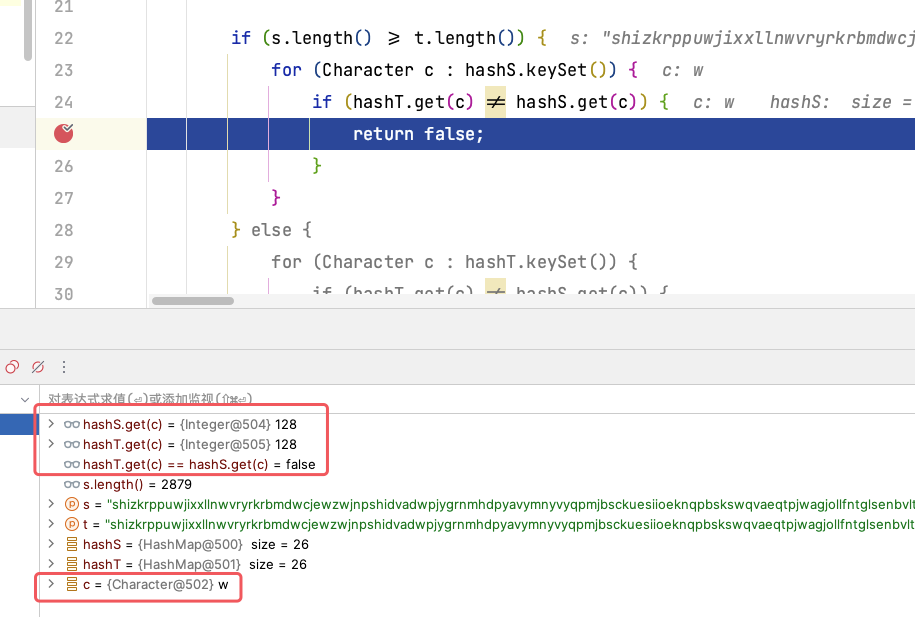 21
22 if (s.length() ≥ t.length()) { s: "shizkrppuwjixxllnwvryrkrbmdwcj
23 for (Character c : hashS.keySet()) { c: w
24 if (hashT.get(c) ≠ hashS.get(c)) { c: w hashS: size =
return false;
26 }
27 }
28 } else {
29 for (Character c : hashT.keySet()) {
30 if (hashT.get(c) ≠ hashS.get(c)) {
对表达式求值(⏎)或添加监视(⇧⌘⏎)
hashS.get(c) = {Integer@504} 128
hashT.get(c) = {Integer@505} 128
hashT.get(c) == hashS.get(c) = false
s.length() = 2879
s = "shizkrppuwjixxllnwvryrkrbmdwcjewzwjnpshidvadwpjygrnmhdpyavymnyvyqpmjbsckuesiioeknqpbskswqvaeqtpjwagjollfntglsenbvlt
t = "shizkrppuwjixxllnwvryrkrbmdwcjewzwjnpshidvadwpjygrnmhdpyavymnyvyqpmjbsckuesiioeknqpbskswqvaeqtpjwagjollfntglsenbvlt
hashS = {HashMap@500} size = 26
hashT = {HashMap@501} size = 26
c = {Character@502} w